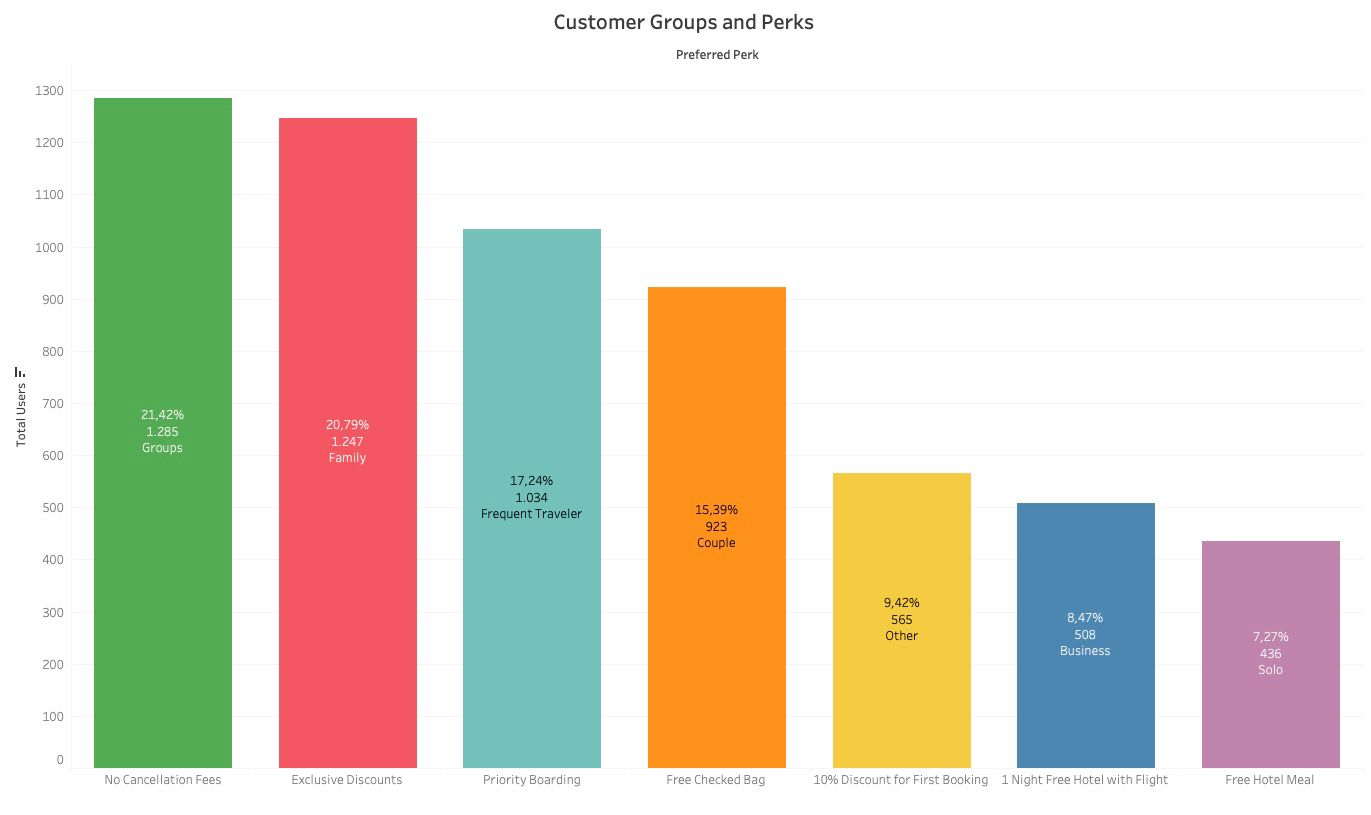 Customer Groups and Perks
Preferred Perk
Total Users
1300
1200
1100
1000
900
800
700
600
500
400
300
200
100
0
21,42%
1.285
Groups
20,79%
1.247
Family
17,24%
1.034
Frequent Traveler
15,39%
923
Couple
9,42%
565
Other
8,47%
508
Business
7,27%
436
Solo
No Cancellation Fees
Exclusive Discounts
Priority Boarding
Free Checked Bag
10% Discount for First Booking
1 Night Free Hotel with Flight
Free Hotel Meal